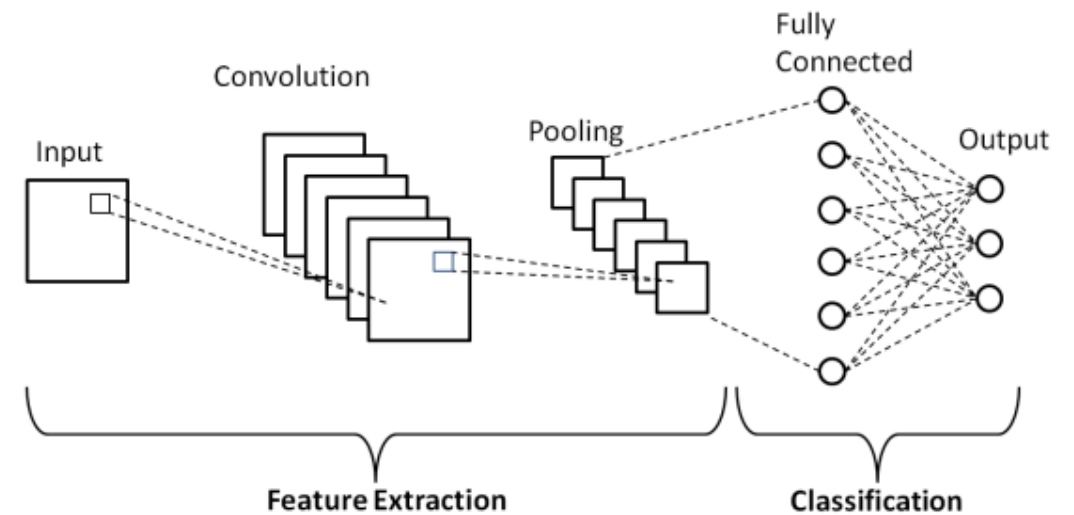 Fully
Connected
Convolution
Pooling
Output
Input
Feature Extraction
Classification